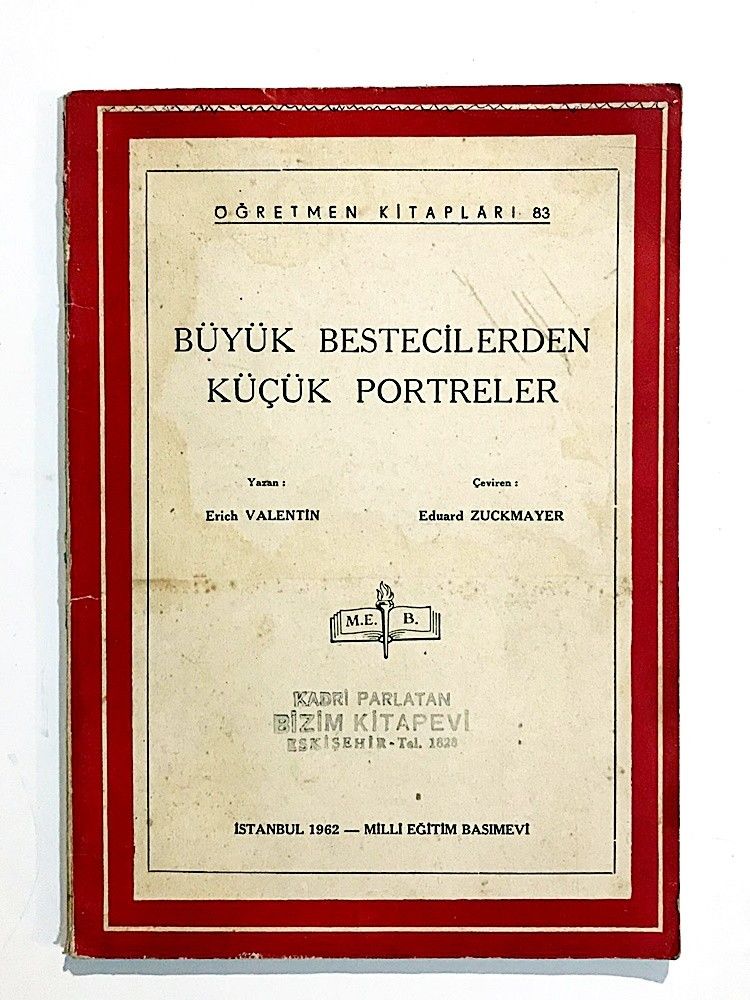 ÖĞRETMEN KİTAPLARI 83
BÜYÜK BESTECİLERDEN
KÜÇÜK PORTRELER
Yazan : Çeviren :
Erich VALENTİN Eduard ZUCKMAYER
M.E. B.
KADRİ PARLATAN
BİZİM KİTAPEVİ
ESKİŞEHİR - Tel. 1828
İSTANBUL 1962 — MİLLİ EĞİTİM BASIMEVİ